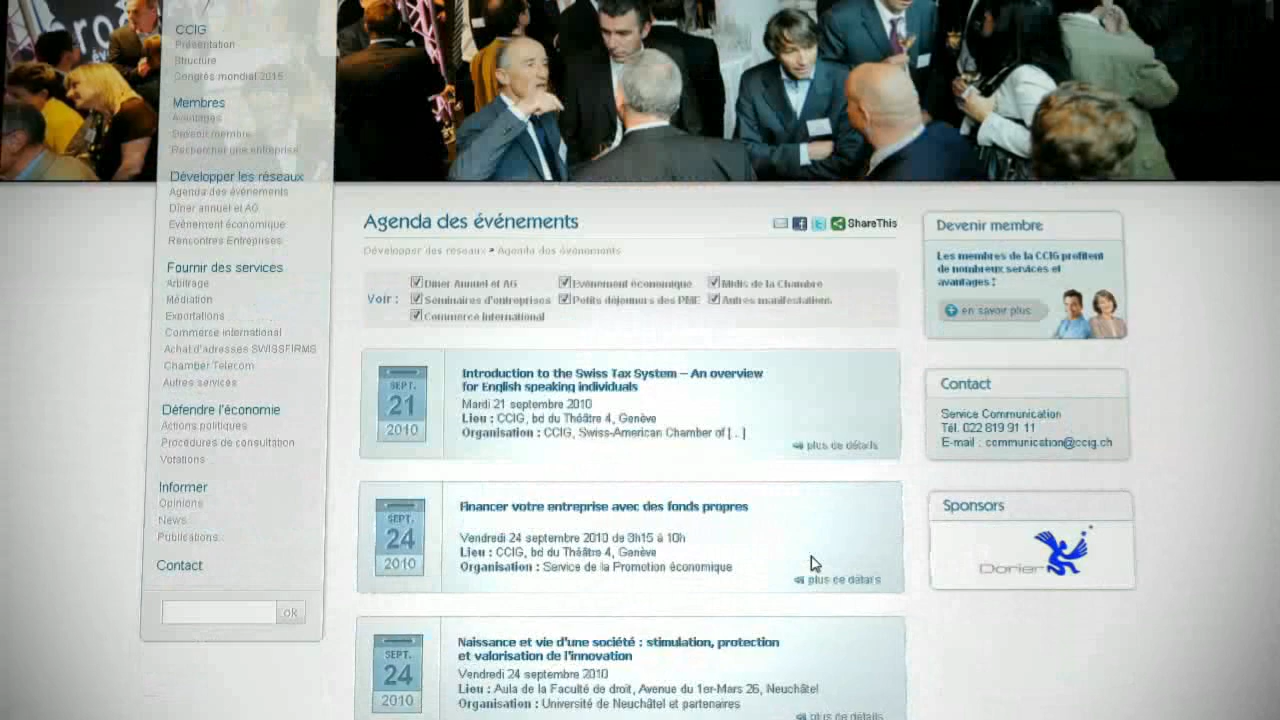 CCIG
Présentation
Structure
Congrès mondial 2015
Membres
Avantages
Devenir membre
Rechercher une entreprise
Développer les réseaux
Agenda des événements
Dîner annuel et AG
Evénement économique
Rencontres Entreprises
Fournir des services
Arbitrage
Médiation
Exportations
Commerce international
Achat d'adresses SWISSFIRMS
Chamber Telecom
Autres services
Défendre l'économie
Actions politiques
Procédures de consultation
Votations
Informer
Opinions
News
Publications
Contact
ok
Agenda des événements
ShareThis
Développer des réseaux > Agenda des événements
Voir :
Dîner Annuel et AG
Evénement économique
Midis de la Chambre
Séminaires d'entreprises
Petits déjeuners des PME
Autres manifestations
Commerce international
SEPT.
21
2010
Introduction to the Swiss Tax System – An overview
for English speaking individuals
Mardi 21 septembre 2010
Lieu : CCIG, bd du Théâtre 4, Genève
Organisation : CCIG, Swiss-American Chamber of [..]
plus de détails
SEPT.
24
2010
Financer votre entreprise avec des fonds propres
Vendredi 24 septembre 2010 de 8h15 à 10h
Lieu : CCIG, bd du Théâtre 4, Genève
Organisation : Service de la Promotion économique
plus de détails
SEPT.
24
2010
Naissance et vie d'une société : stimulation, protection
et valorisation de l'innovation
Vendredi 24 septembre 2010
Lieu : Aula de la Faculté de droit, Avenue du 1er-Mars 26, Neuchâtel
Organisation : Université de Neuchâtel et partenaires
plus de détails
Devenir membre
Les membres de la CCIG profitent
de nombreux services et
avantages !
en savoir plus
Contact
Service Communication
Tél. 022 819 91 11
E-mail : communication@ccig.ch
Sponsors
Dorier